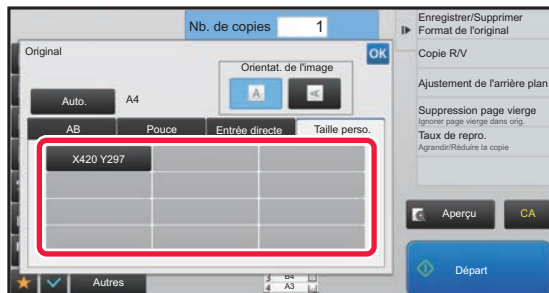 Nb. de copies 1
Original
OK
Orientat. de l'image
A
A
Auto. A4
AB Pouce Entrée directe Taille perso.
X420 Y297
Autres
3 B4
4 A3
Enregistrer/Supprimer
Format de l'original
Copie R/V
Ajustement de l'arrière plan
Suppression page vierge
Ignorer page vierge dans orig.
Taux de repro.
Agrandir/Réduire la copie
Aperçu
CA
Départ